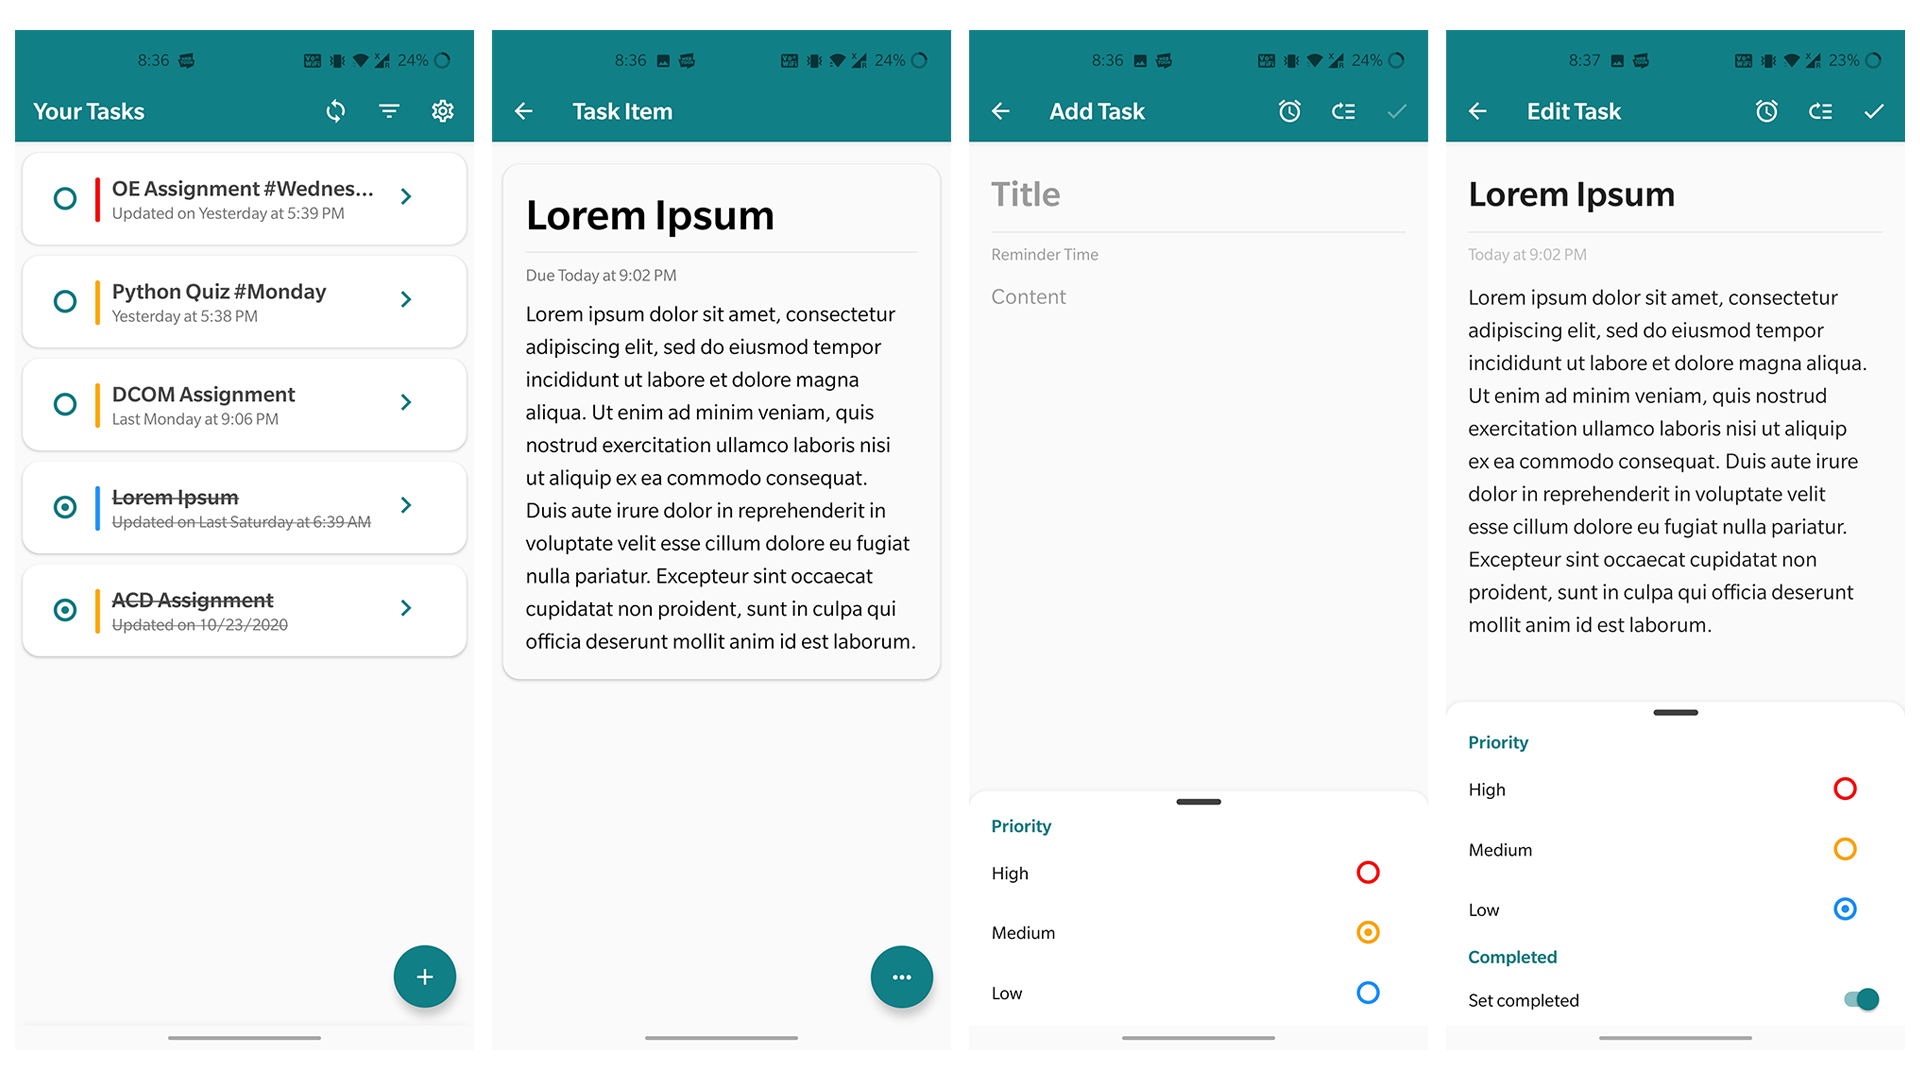 8:36
24%
Your Tasks
OE Assignment #Wednes...
Updated on Yesterday at 5:39 PM
Python Quiz #Monday
Yesterday at 5:38 PM
DCOM Assignment
Last Monday at 9:06 PM
Lorem Ipsum
Updated on Last Saturday at 6:39 AM
ACD Assignment
Updated on 10/23/2020
8:36
24%
Task Item
Lorem Ipsum
Due Today at 9:02 PM
Lorem ipsum dolor sit amet, consectetur
adipiscing elit, sed do eiusmod tempor
incididunt ut labore et dolore magna
aliqua. Ut enim ad minim veniam, quis
nostrud exercitation ullamco laboris nisi
ut aliquip ex ea commodo consequat.
Duis aute irure dolor in reprehenderit in
voluptate velit esse cillum dolore eu fugiat
nulla pariatur. Excepteur sint occaecat
cupidatat non proident, sunt in culpa qui
officia deserunt mollit anim id est laborum.
8:36
24%
Add Task
Title
Reminder Time
Content
Priority
High
Medium
Low
8:37
23%
Edit Task
Lorem Ipsum
Today at 9:02 PM
Lorem ipsum dolor sit amet, consectetur
adipiscing elit, sed do eiusmod tempor
incididunt ut labore et dolore magna aliqua.
Ut enim ad minim veniam, quis nostrud
exercitation ullamco laboris nisi ut aliquip
ex ea commodo consequat. Duis aute irure
dolor in reprehenderit in voluptate velit
esse cillum dolore eu fugiat nulla pariatur.
Excepteur sint occaecat cupidatat non
proident, sunt in culpa qui officia deserunt
mollit anim id est laborum.
Priority
High
Medium
Low
Completed
Set completed